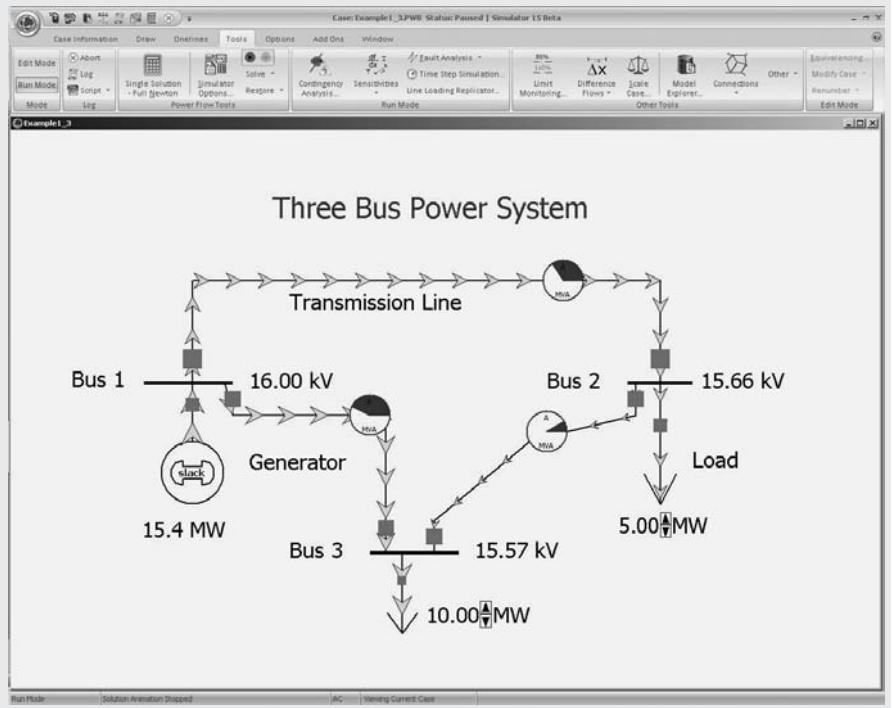 Case: Example1_3.PWB Status: Paused | Simulator 15 Beta
Case Information Draw Onelines Tools Options Add Ons Window
Edit Mode
Run Mode
Mode
Abort
Log
Script
Log
Single Solution - Full Newton
Simulator Options...
Solve
Restore
Power Flow Tools
Contingency Analysis...
Sensitivities
Fault Analysis
Time Step Simulation...
Line Loading Replicator...
Run Mode
Limit Monitoring...
Difference Flows
Scale Case...
Model Explorer...
Connections
Other
Other Tools
Equivalencing...
Modify Case
Renumber
Edit Mode
Example1_3
Three Bus Power System
A
MVA
Transmission Line
Bus 1
16.00 kV
Bus 2
15.66 kV
A
MVA
A
MVA
Generator
Load
slack
15.4 MW
5.00 MW
Bus 3
15.57 kV
10.00 MW
Run Mode
Solution Animation Stopped
AC
Viewing Current Case